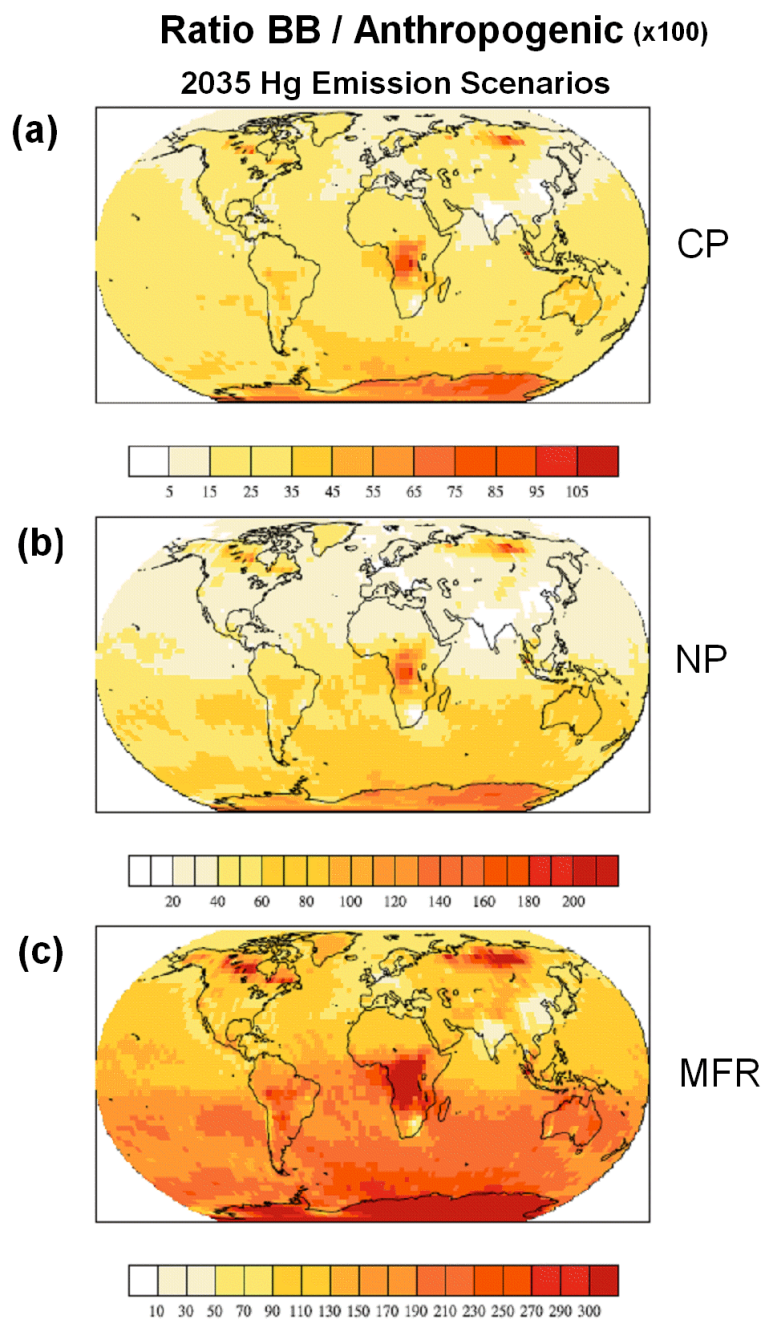 Ratio BB / Anthropogenic (x100)
2035 Hg Emission Scenarios
(a)
CP
5 15 25 35 45 55 65 75 85 95 105
(b)
NP
20 40 60 80 100 120 140 160 180 200
(c)
MFR
10 30 50 70 90 110 130 150 170 190 210 230 250 270 290 300